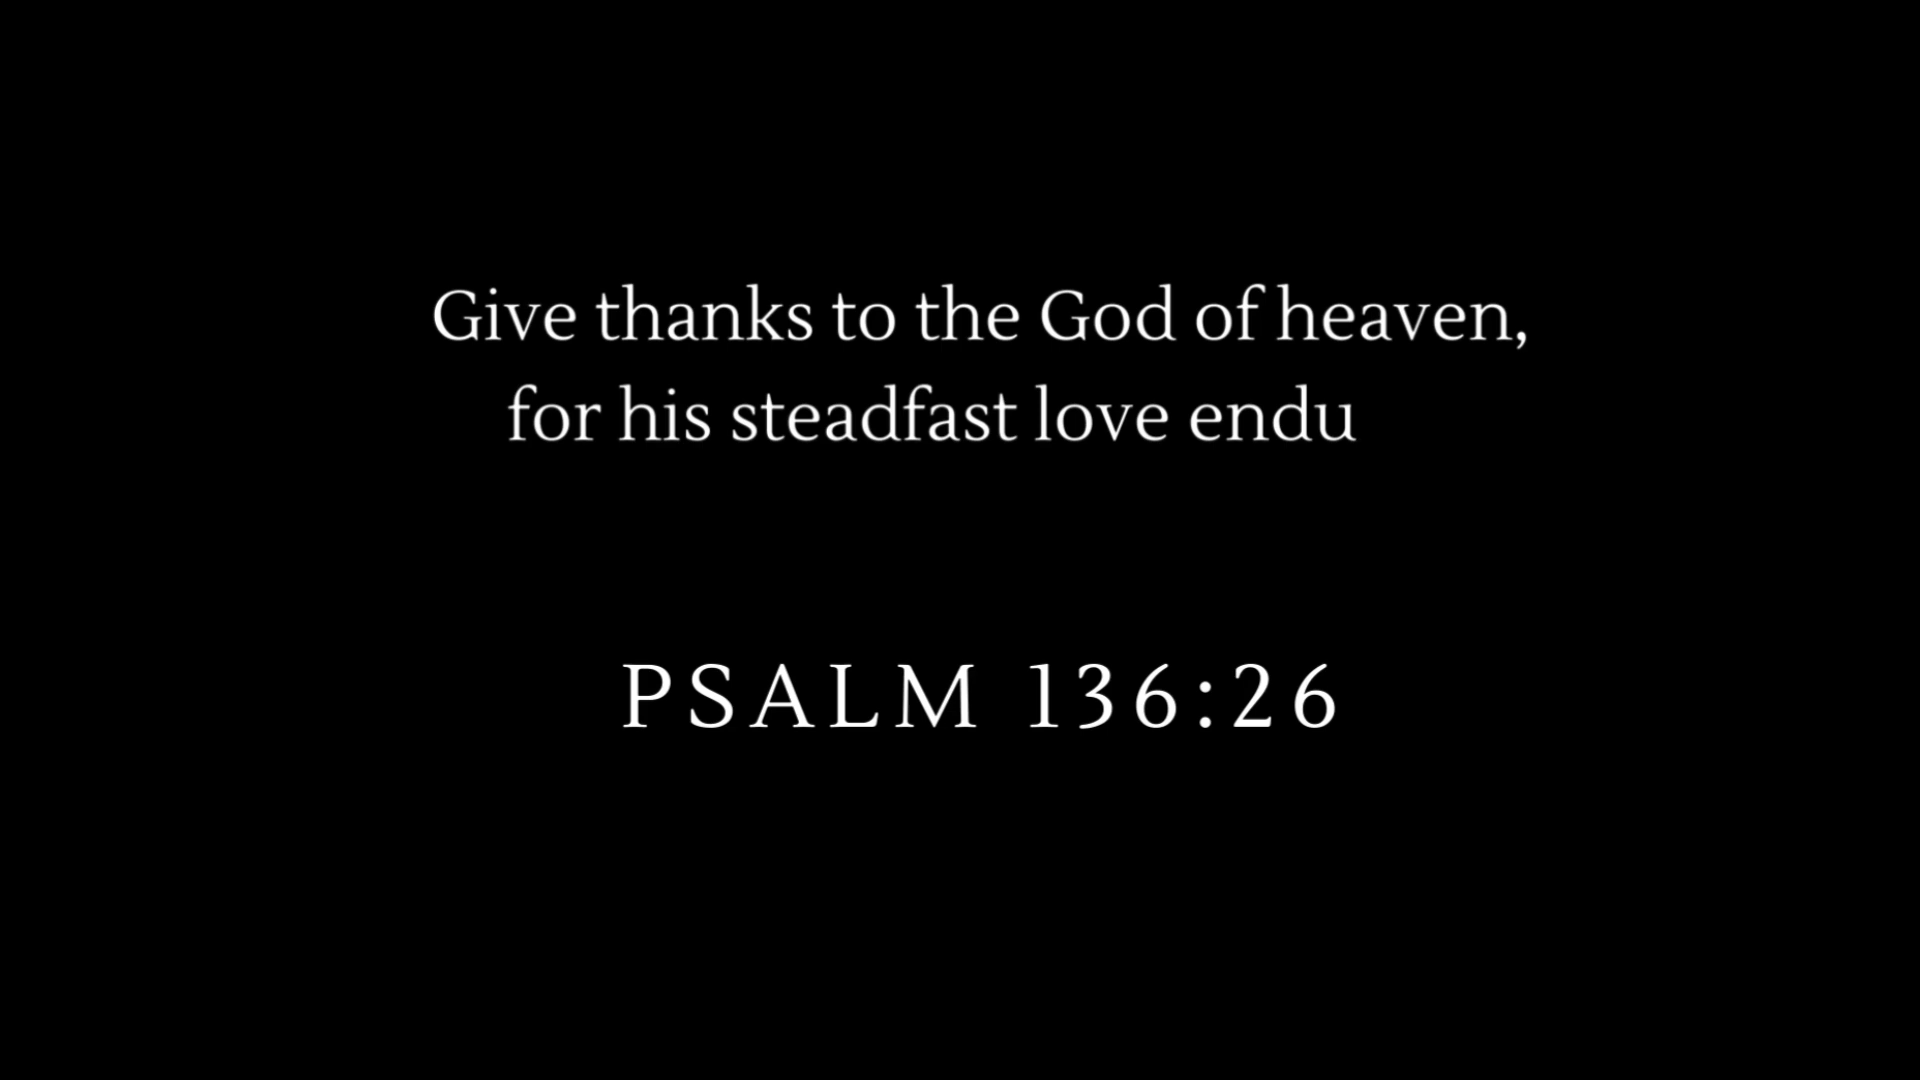 Give thanks to the God of heaven,
for his steadfast love endu
PSALM 136:26